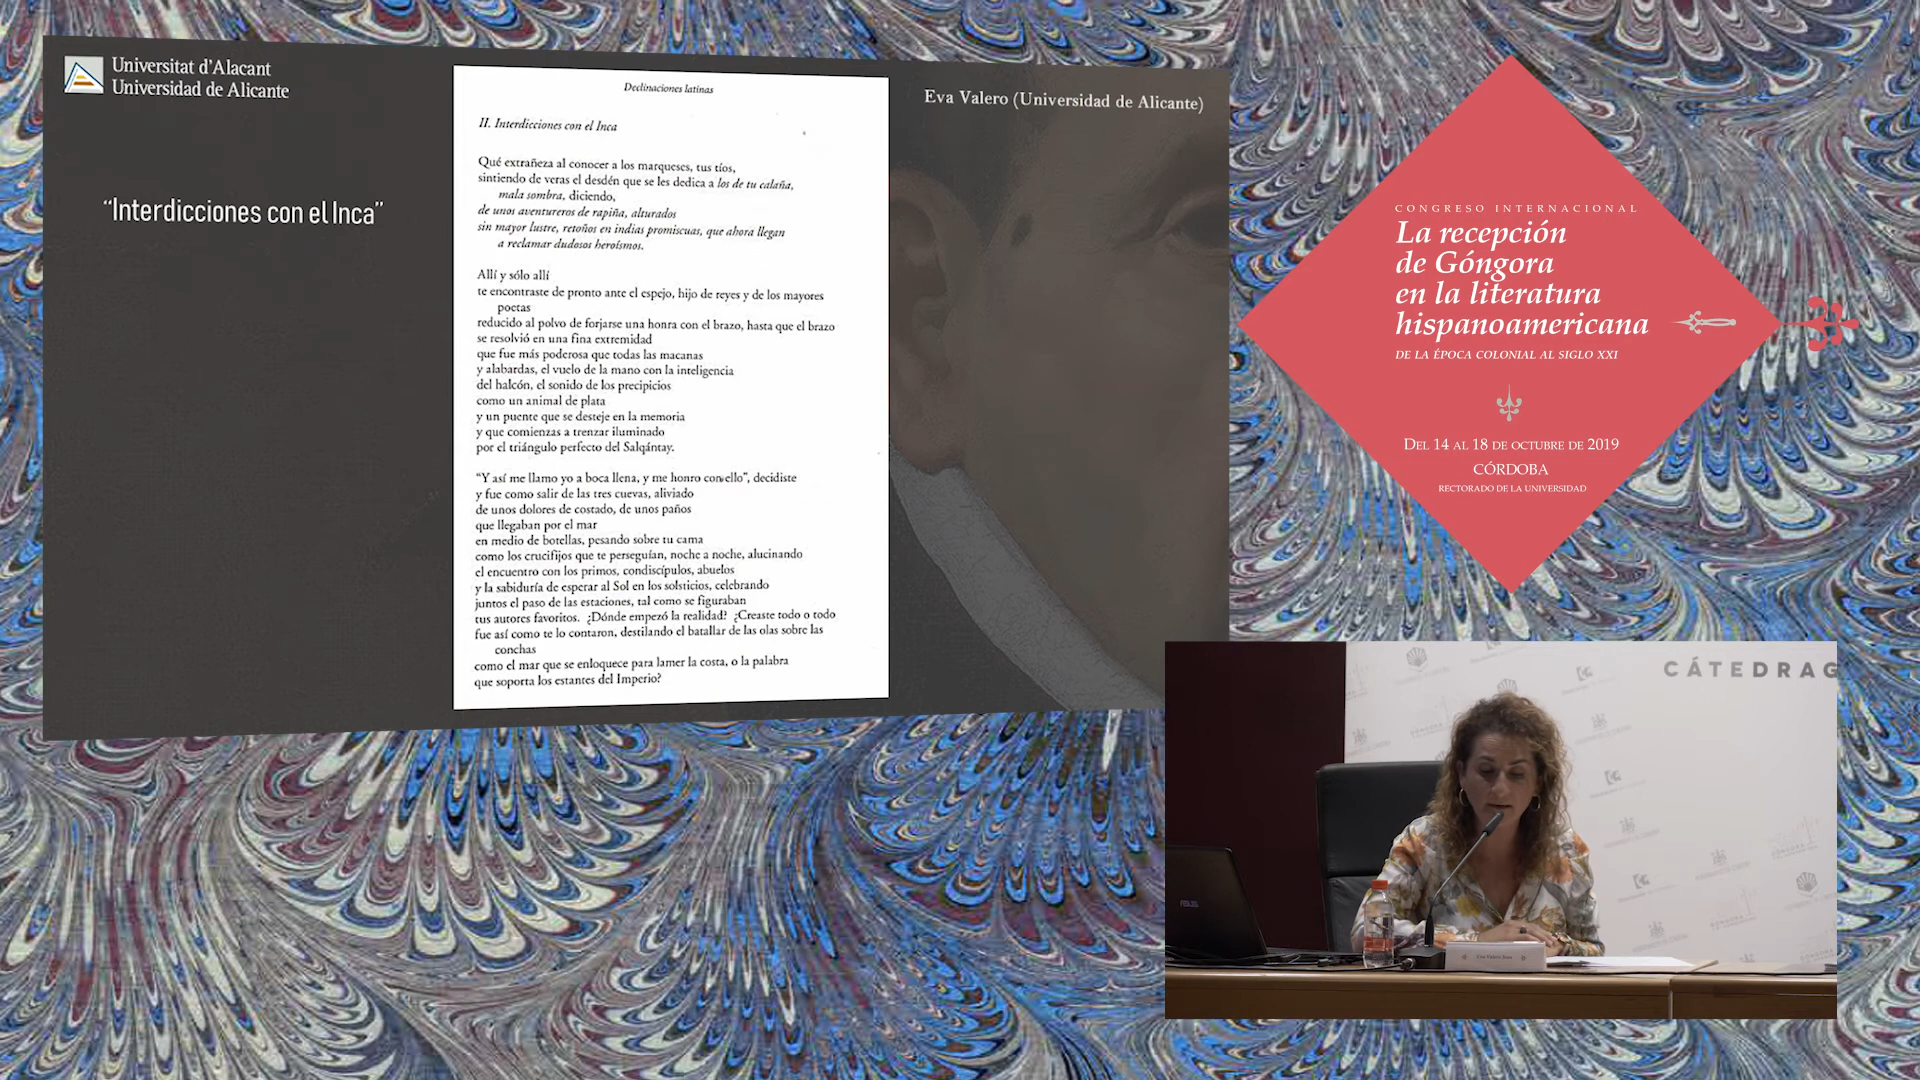 Universitat d'Alacant
Universidad de Alicante
"Interdicciones con el Inca"
Declinaciones latinas
II. Interdicciones con el Inca
Qué extrañeza al conocer a los marqueses, tus tíos,
sintiendo de veras el desdén que se les dedica a los de tu calaña,
mala sombra, diciendo,
de unos aventureros de rapiña, alturados
sin mayor lustre, retoños en indias promiscuas, que ahora llegan
a reclamar dudosos heroísmos.
Allí y sólo allí
te encontraste de pronto ante el espejo, hijo de reyes y de los mayores
poetas
reducido al polvo de forjarse una honra con el brazo, hasta que el brazo
se resolvió en una fina extremidad
que fue más poderosa que todas las macanas
y alabardas, el vuelo de la mano con la inteligencia
del halcón, el sonido de los precipicios
como un animal de plata
y un puente que se desteje en la memoria
y que comienzas a trenzar iluminado
por el triángulo perfecto del Salqántay.
"Y así me llamo yo a boca llena, y me honro con ello", decidiste
y fue como salir de las tres cuevas, aliviado
de unos dolores de costado, de unos paños
que llegaban por el mar
en medio de botellas, pesando sobre tu cama
como los crucifijos que te perseguían, noche a noche, alucinando
el encuentro con los primos, condiscípulos, abuelos
y la sabiduría de esperar al Sol en los solsticios, celebrando
juntos el paso de las estaciones, tal como se figuraban
tus autores favoritos. ¿Dónde empezó la realidad? ¿Creaste todo o todo
fue así como te lo contaron, destilando el batallar de las olas sobre las
conchas
como el mar que se enloquece para lamer la costa, o la palabra
que soporta los estantes del Imperio?
Eva Valero (Universidad de Alicante)
CONGRESO INTERNACIONAL
La recepción
de Góngora
en la literatura
hispanoamericana
DE LA ÉPOCA COLONIAL AL SIGLO XXI
DEL 14 AL 18 DE OCTUBRE DE 2019
CÓRDOBA
RECTORADO DE LA UNIVERSIDAD
CÁTEDRAG
ASUS